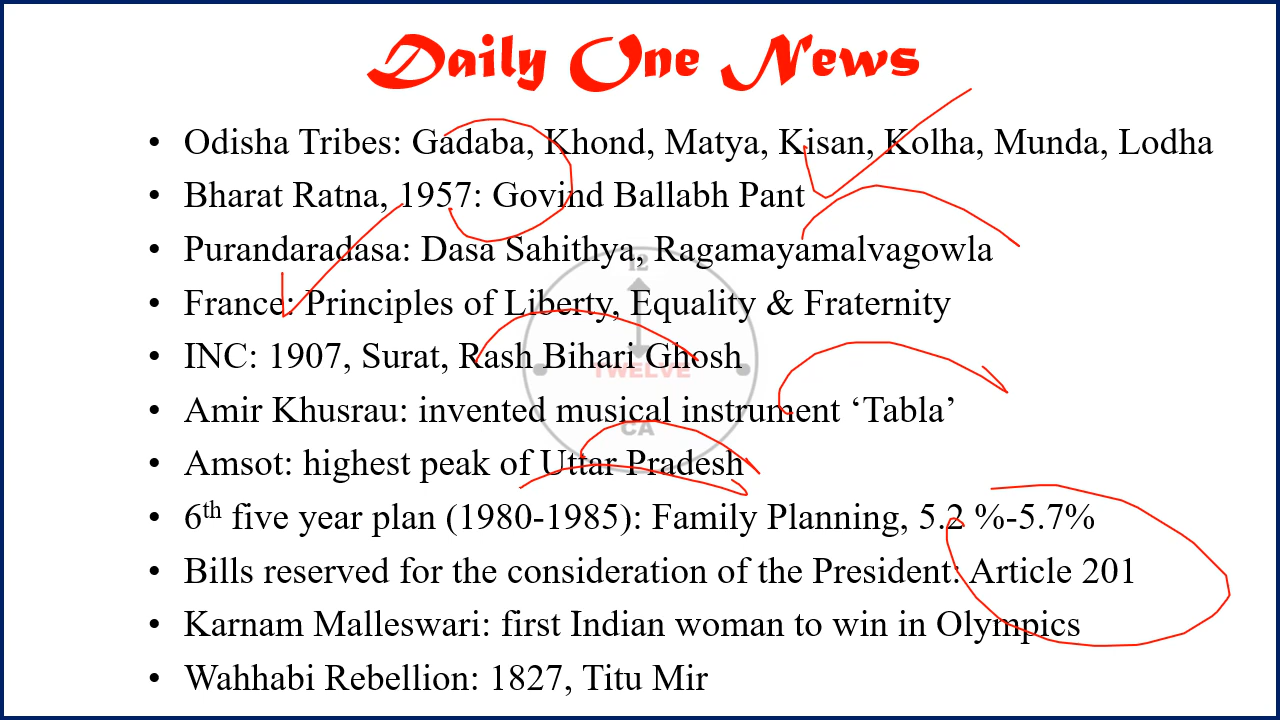 Daily One News
• Odisha Tribes: Gadaba, Khond, Matya, Kisan, Kolha, Munda, Lodha
• Bharat Ratna, 1957: Govind Ballabh Pant
• Purandaradasa: Dasa Sahithya, Ragamayamalvagowla
12
• France: Principles of Liberty, Equality & Fraternity
• INC: 1907, Surat, Rash Bihari Ghosh
TWELVE
• Amir Khusrau: invented musical instrument ‘Tabla’
CA
• Amsot: highest peak of Uttar Pradesh
• 6th five year plan (1980-1985): Family Planning, 5.2 %-5.7%
• Bills reserved for the consideration of the President: Article 201
• Karnam Malleswari: first Indian woman to win in Olympics
• Wahhabi Rebellion: 1827, Titu Mir